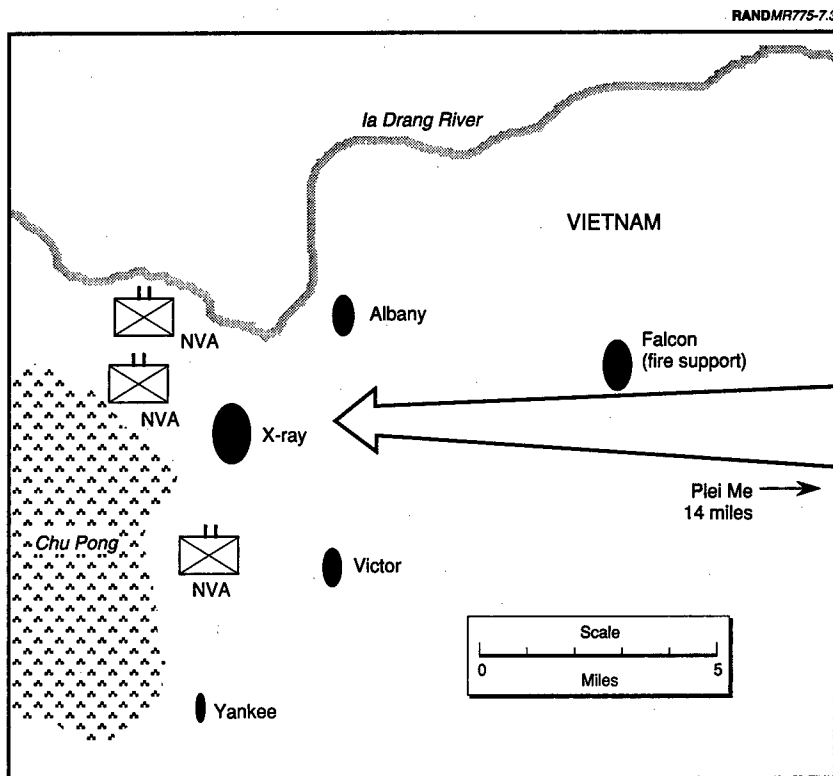 RANDMR775-7.3
Ia Drang River
VIETNAM
Albany
NVA
Falcon
(fire support)
NVA
X-ray
Plei Me
14 miles
Chu Pong
NVA
Victor
Scale
0
5
Miles
Yankee